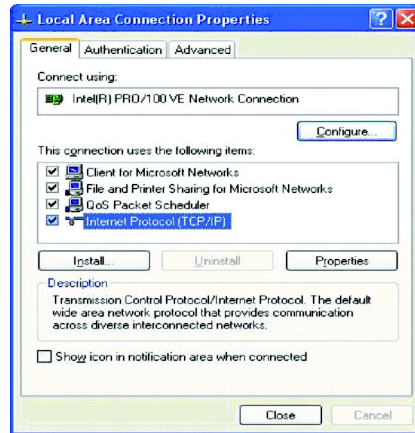 Local Area Connection Properties
General Authentication Advanced
Connect using:
Intel(R) PRO/100 VE Network Connection
Configure...
This connection uses the following items:
Client for Microsoft Networks
File and Printer Sharing for Microsoft Networks
QoS Packet Scheduler
Internet Protocol (TCP/IP)
Install... Uninstall Properties
Description
Transmission Control Protocol/Internet Protocol. The default
wide area network protocol that provides communication
across diverse interconnected networks.
Show icon in notification area when connected
Close Cancel